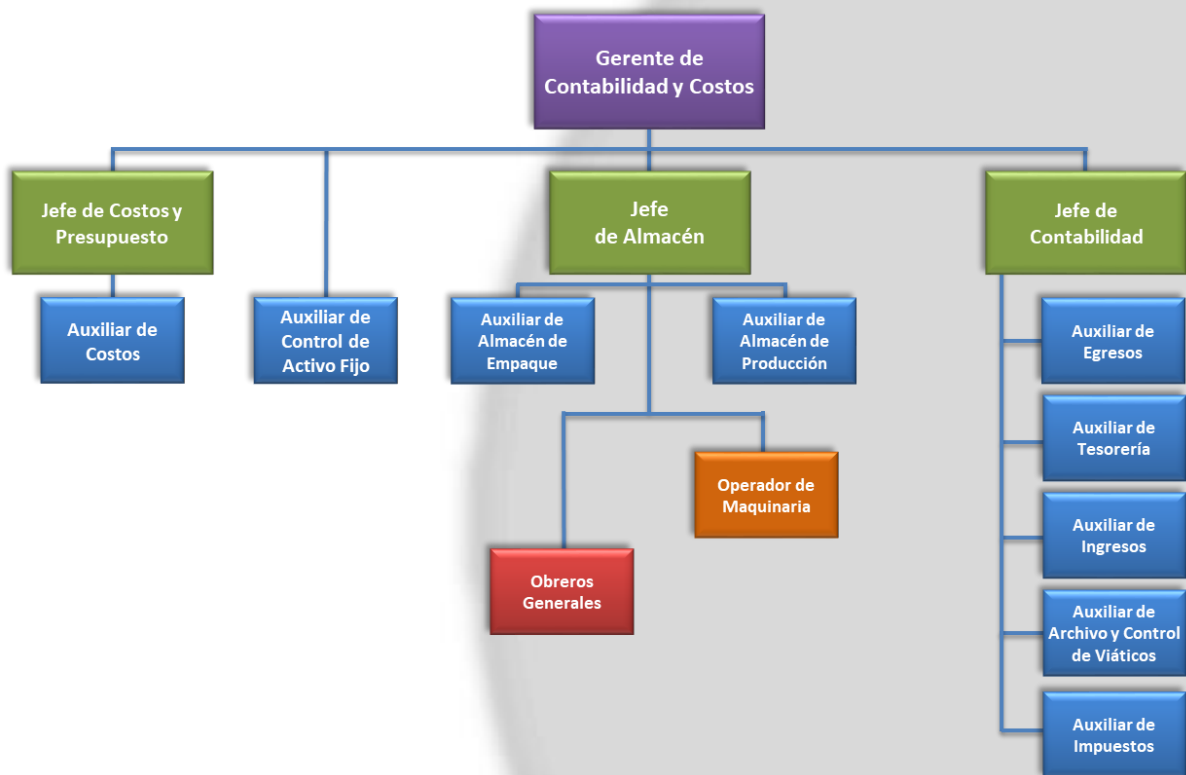 Gerente de
Contabilidad y Costos
Jefe de Costos y
Presupuesto
Jefe
de Almacén
Jefe de
Contabilidad
Auxiliar de
Costos
Auxiliar de
Control de
Activo Fijo
Auxiliar de
Almacén de
Empaque
Auxiliar de
Almacén de
Producción
Auxiliar de
Egresos
Auxiliar de
Tesorería
Operador de
Maquinaria
Auxiliar de
Ingresos
Obreros
Generales
Auxiliar de
Archivo y Control
de Viáticos
Auxiliar de
Impuestos